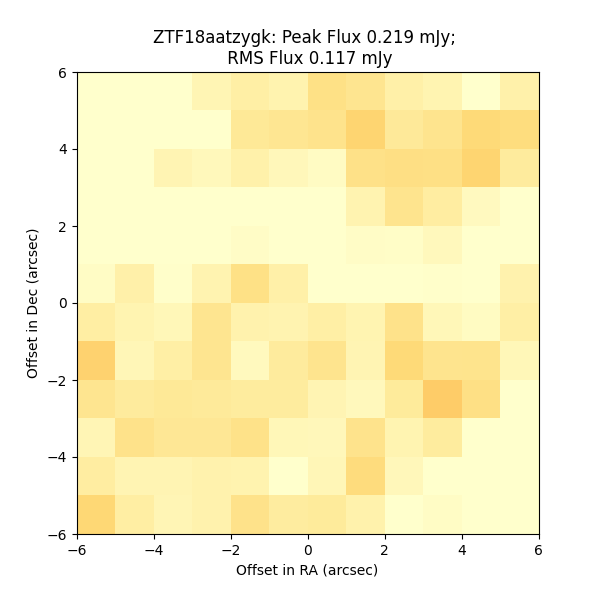 ZTF18aatzygk: Peak Flux 0.219 mJy;
RMS Flux 0.117 mJy
6
4
2
0
−2
−4
−6
Offset in Dec (arcsec)
−6 −4 −2 0 2 4 6
Offset in RA (arcsec)